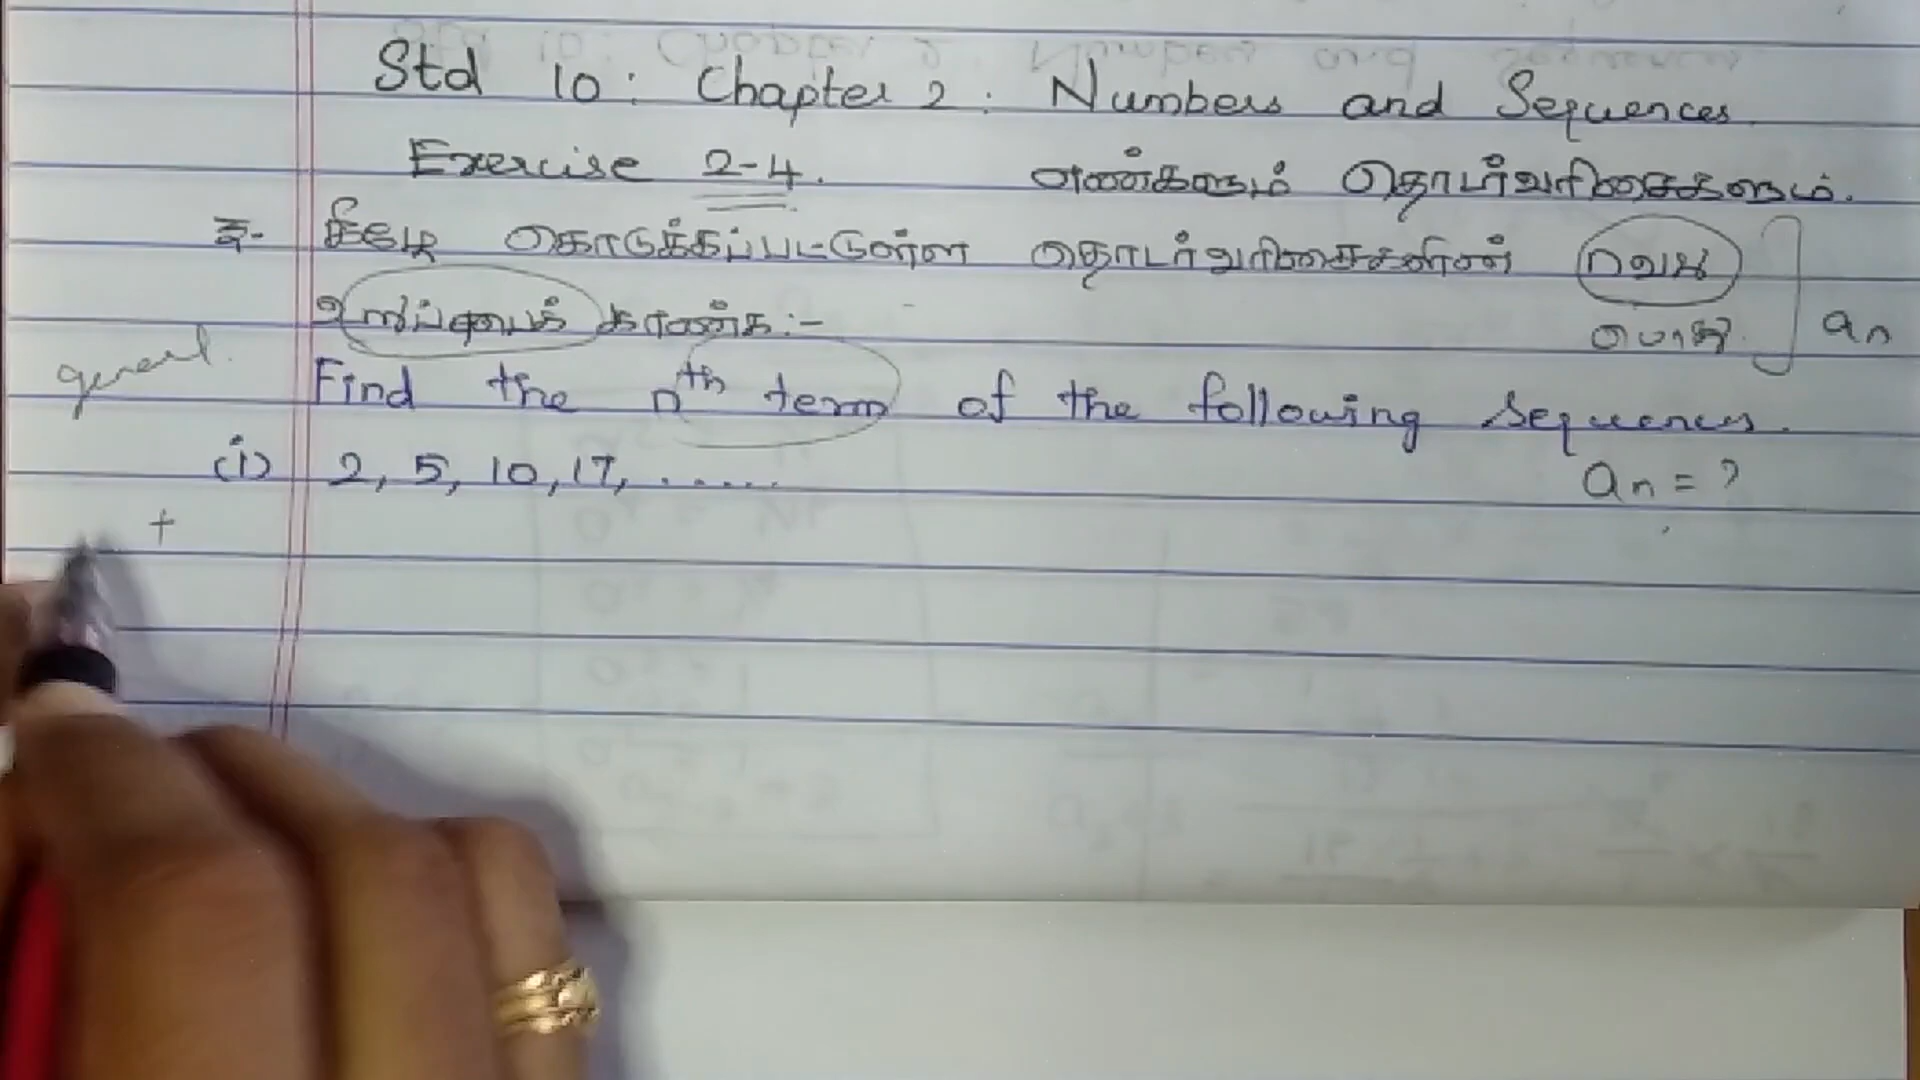 Std 10: Chapter 2: Numbers and Sequences
Exercise 2-4. எண்களும் தொடர்வரிசைகளும்.
கீழே கொடுக்கப்பட்டுள்ள தொடர்வரிசைகளின் nவது
உறுப்பைக் காண்க:-
பொது. an
general.
Find the nth term of the following sequences.
(i) 2, 5, 10, 17, ......
an = ?
+